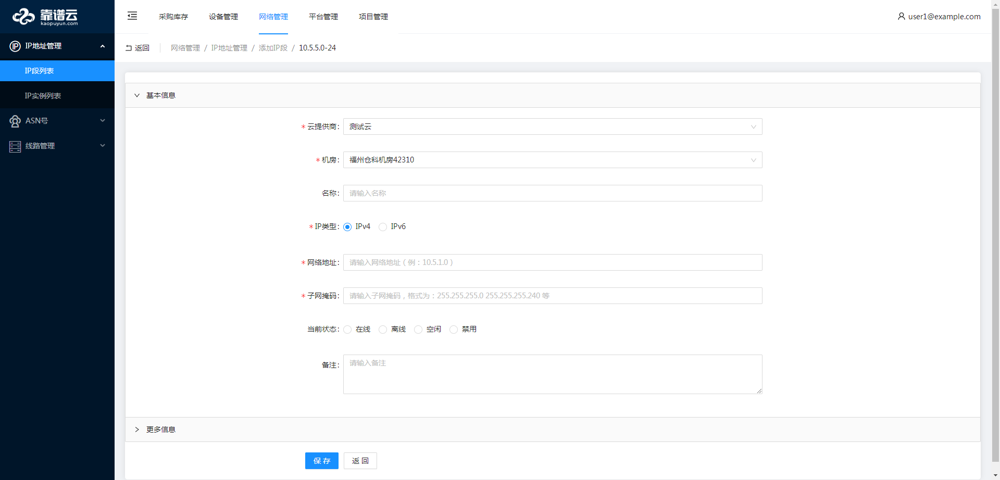 靠谱云
kaopuyun.com
采购库存 设备管理 网络管理 平台管理 项目管理
user1@example.com
IP地址管理
IP段列表
IP实例列表
ASN号
线路管理
返回 网络管理 / IP地址管理 / 添加IP段 / 10.5.5.0-24
基本信息
* 云提供商: 测试云
* 机房: 福州仓科机房42310
名称: 请输入名称
* IP类型: IPv4 IPv6
* 网络地址: 请输入网络地址（例：10.5.1.0）
* 子网掩码: 请输入子网掩码，格式为：255.255.255.0 255.255.255.240 等
当前状态: 在线 离线 空闲 禁用
备注: 请输入备注
更多信息
保存 返回